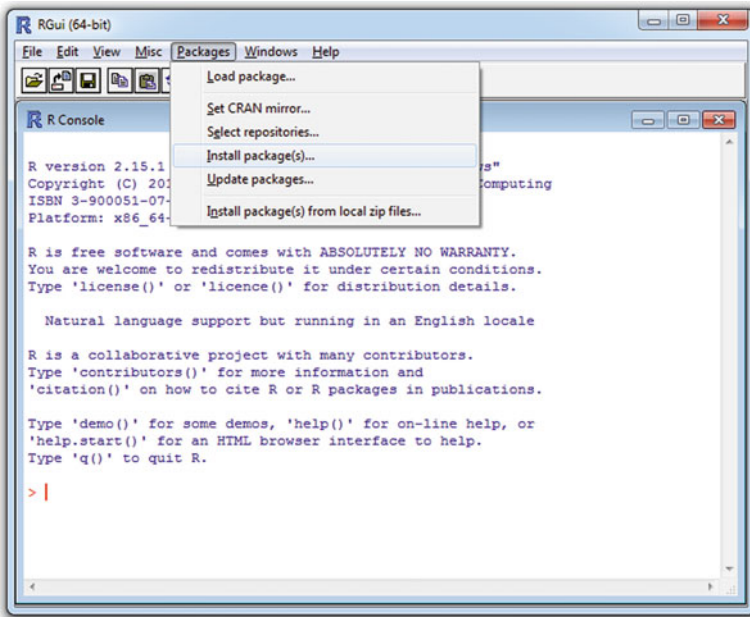 RGui (64-bit)
File Edit View Misc Packages Windows Help
Load package...
Set CRAN mirror...
Select repositories...
Install package(s)...
Update packages...
Install package(s) from local zip files...
R Console
R version 2.15.1
Copyright (C) 20 Computing
ISBN 3-900051-07-
Platform: x86_64-
R is free software and comes with ABSOLUTELY NO WARRANTY.
You are welcome to redistribute it under certain conditions.
Type 'license()' or 'licence()' for distribution details.
Natural language support but running in an English locale
R is a collaborative project with many contributors.
Type 'contributors()' for more information and
'citation()' on how to cite R or R packages in publications.
Type 'demo()' for some demos, 'help()' for on-line help, or
'help.start()' for an HTML browser interface to help.
Type 'q()' to quit R.
>